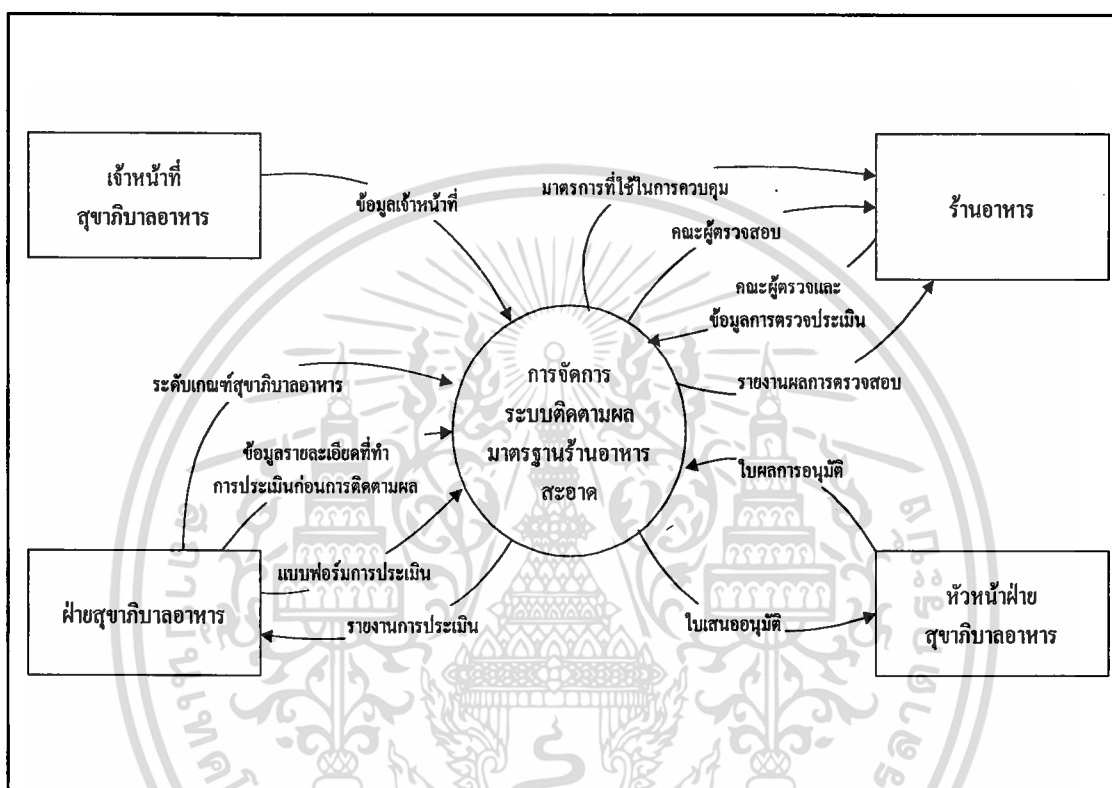 เจ้าหน้าที่
สุขาภิบาลอาหาร
ข้อมูลเจ้าหน้าที่
มาตรการที่ใช้ในการควบคุม
คณะผู้ตรวจสอบ
ร้านอาหาร
คณะผู้ตรวจและ
ข้อมูลการตรวจประเมิน
รายงานผลการตรวจสอบ
การจัดการ
ระบบติดตามผล
มาตรฐานร้านอาหาร
สะอาด
ระดับเกณฑ์สุขาภิบาลอาหาร
ข้อมูลรายละเอียดที่ทำ
การประเมินก่อนการติดตามผล
แบบฟอร์มการประเมิน
รายงานการประเมิน
ฝ่ายสุขาภิบาลอาหาร
ใบผลการอนุมัติ
ใบเสนออนุมัติ
หัวหน้าฝ่าย
สุขาภิบาลอาหาร